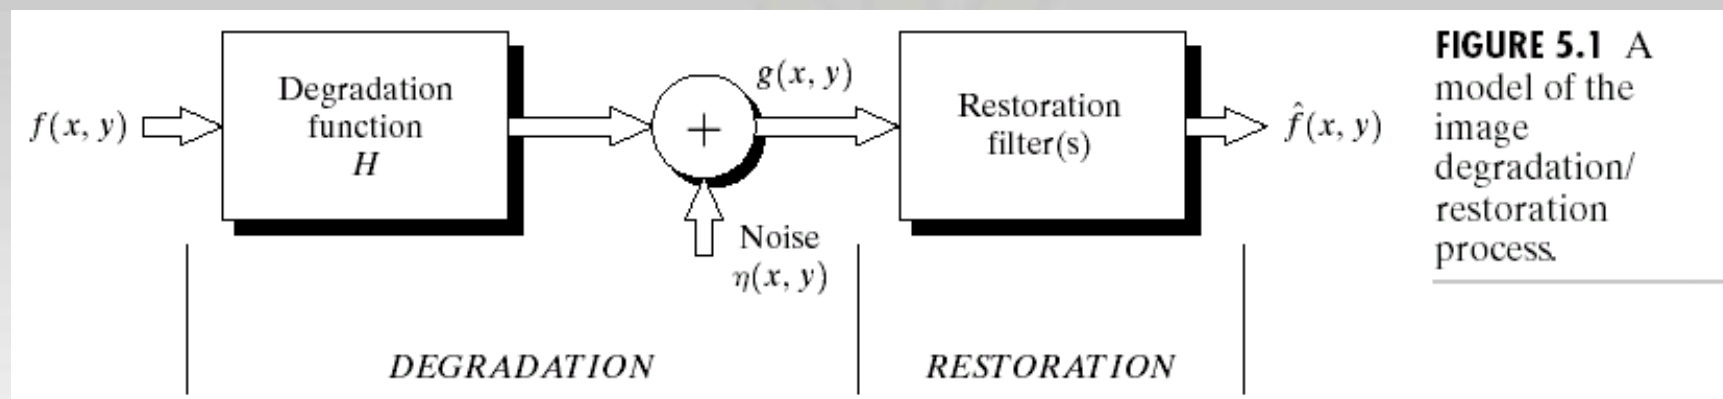 f(x, y)
Degradation
function
H
+
g(x, y)
Noise
η(x, y)
Restoration
filter(s)
f̂(x, y)
DEGRADATION
RESTORATION
FIGURE 5.1 A
model of the
image
degradation/
restoration
process.